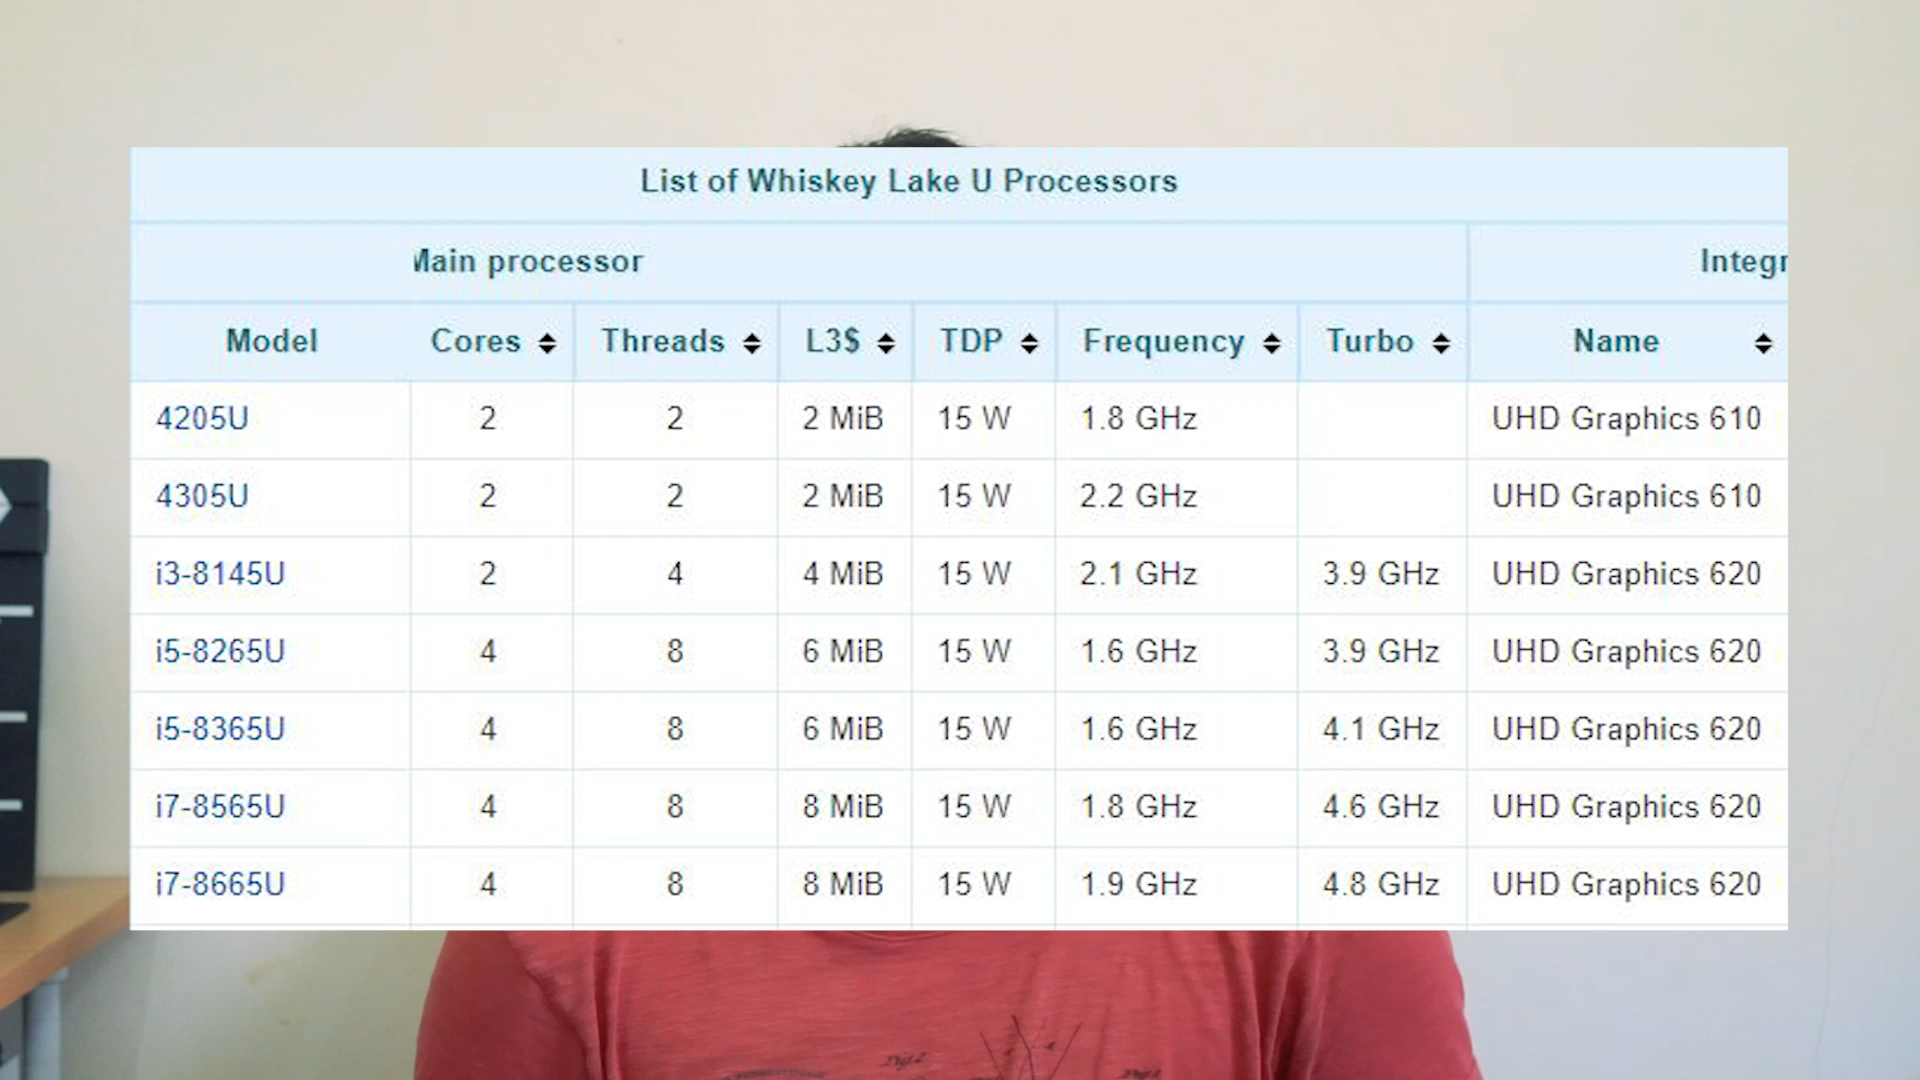 List of Whiskey Lake U Processors
Main processor Integr
Model Cores Threads L3$ TDP Frequency Turbo Name
4205U 2 2 2 MiB 15 W 1.8 GHz UHD Graphics 610
4305U 2 2 2 MiB 15 W 2.2 GHz UHD Graphics 610
i3-8145U 2 4 4 MiB 15 W 2.1 GHz 3.9 GHz UHD Graphics 620
i5-8265U 4 8 6 MiB 15 W 1.6 GHz 3.9 GHz UHD Graphics 620
i5-8365U 4 8 6 MiB 15 W 1.6 GHz 4.1 GHz UHD Graphics 620
i7-8565U 4 8 8 MiB 15 W 1.8 GHz 4.6 GHz UHD Graphics 620
i7-8665U 4 8 8 MiB 15 W 1.9 GHz 4.8 GHz UHD Graphics 620